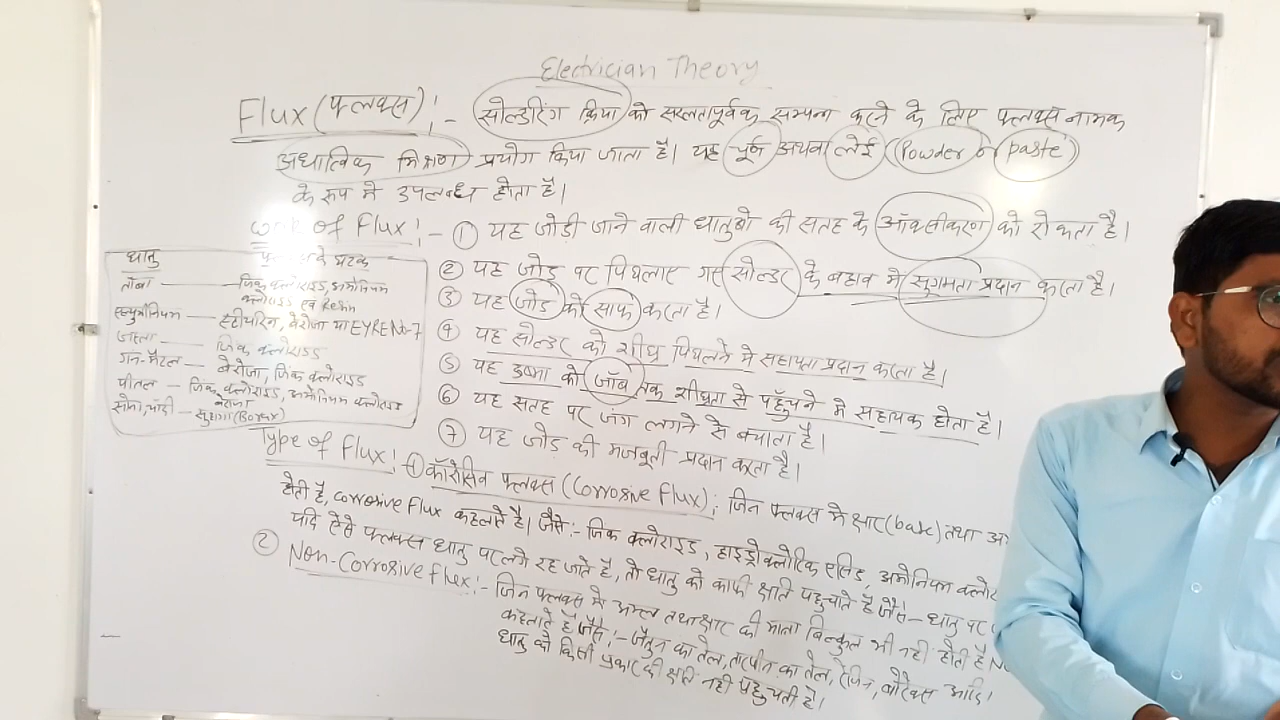 Electrician Theory
Flux (फ्लक्स) :- सोल्डरिंग क्रिया को सरलतापूर्वक सम्पन्न करने के लिए फ्लक्स नामक
अधात्विक मिश्रण प्रयोग किया जाता है। यह चूर्ण अथवा लेई (Powder or paste)
के रूप में उपलब्ध होता है।
work of Flux :- ① यह जोड़ी जाने वाली धातुओ की सतह के ऑक्सीकरण को रोकता है।
② यह जोड़ पर पिघलाए गए सोल्डर के बहाव में सुगमता प्रदान करता है।
③ यह जोड़ को साफ करता है।
④ यह सोल्डर को शीघ्र पिघलने मे सहायता प्रदान करता है।
⑤ यह उष्मा को जॉब तक शीघ्रता से पहुँचने मे सहायक होता है।
⑥ यह सतह पर जंग लगने से बचाता है।
⑦ यह जोड़ की मजबूती प्रदान करता है।
धातु के घटक
ताँबा — जिंक क्लोराइड, अमोनियम
क्लोराइड एवं Resin
एल्युमीनियम — स्टीयरिन, बेरोजा या EYRE No-7
जस्ता — जिंक क्लोराइड
गन-मैटल — बेरोजा, जिंक क्लोराइड
पीतल — जिंक क्लोराइड, अमोनियम क्लोराइड
बेरोजा
सोना, चाँदी — सुहागा (Borax)
Type of Flux :- ① कॉरोसिव फ्लक्स (Corrosive Flux) : जिन फ्लक्स मे क्षार (base) तथा
होती है, corrosive Flux कहलाते है। जैसे :- जिंक क्लोराइड, हाइड्रोक्लोरिक एसिड, अमोनियम
यदि ऐसे फ्लक्स धातु पर लगे रह जाते है, तो धातु को काफी क्षति पहुचाते है जैसे — धातु पर
② Non-Corrosive flux :- जिन फ्लक्स मे अम्ल तथा क्षार की मात्रा बिल्कुल भी नही होती है
कहलाते है जैसे :- जैतून का तेल, तारपीन का तेल, रेजिन, बोरेक्स आदि।
धातु को किसी प्रकार की क्षति नही पहुचती है।